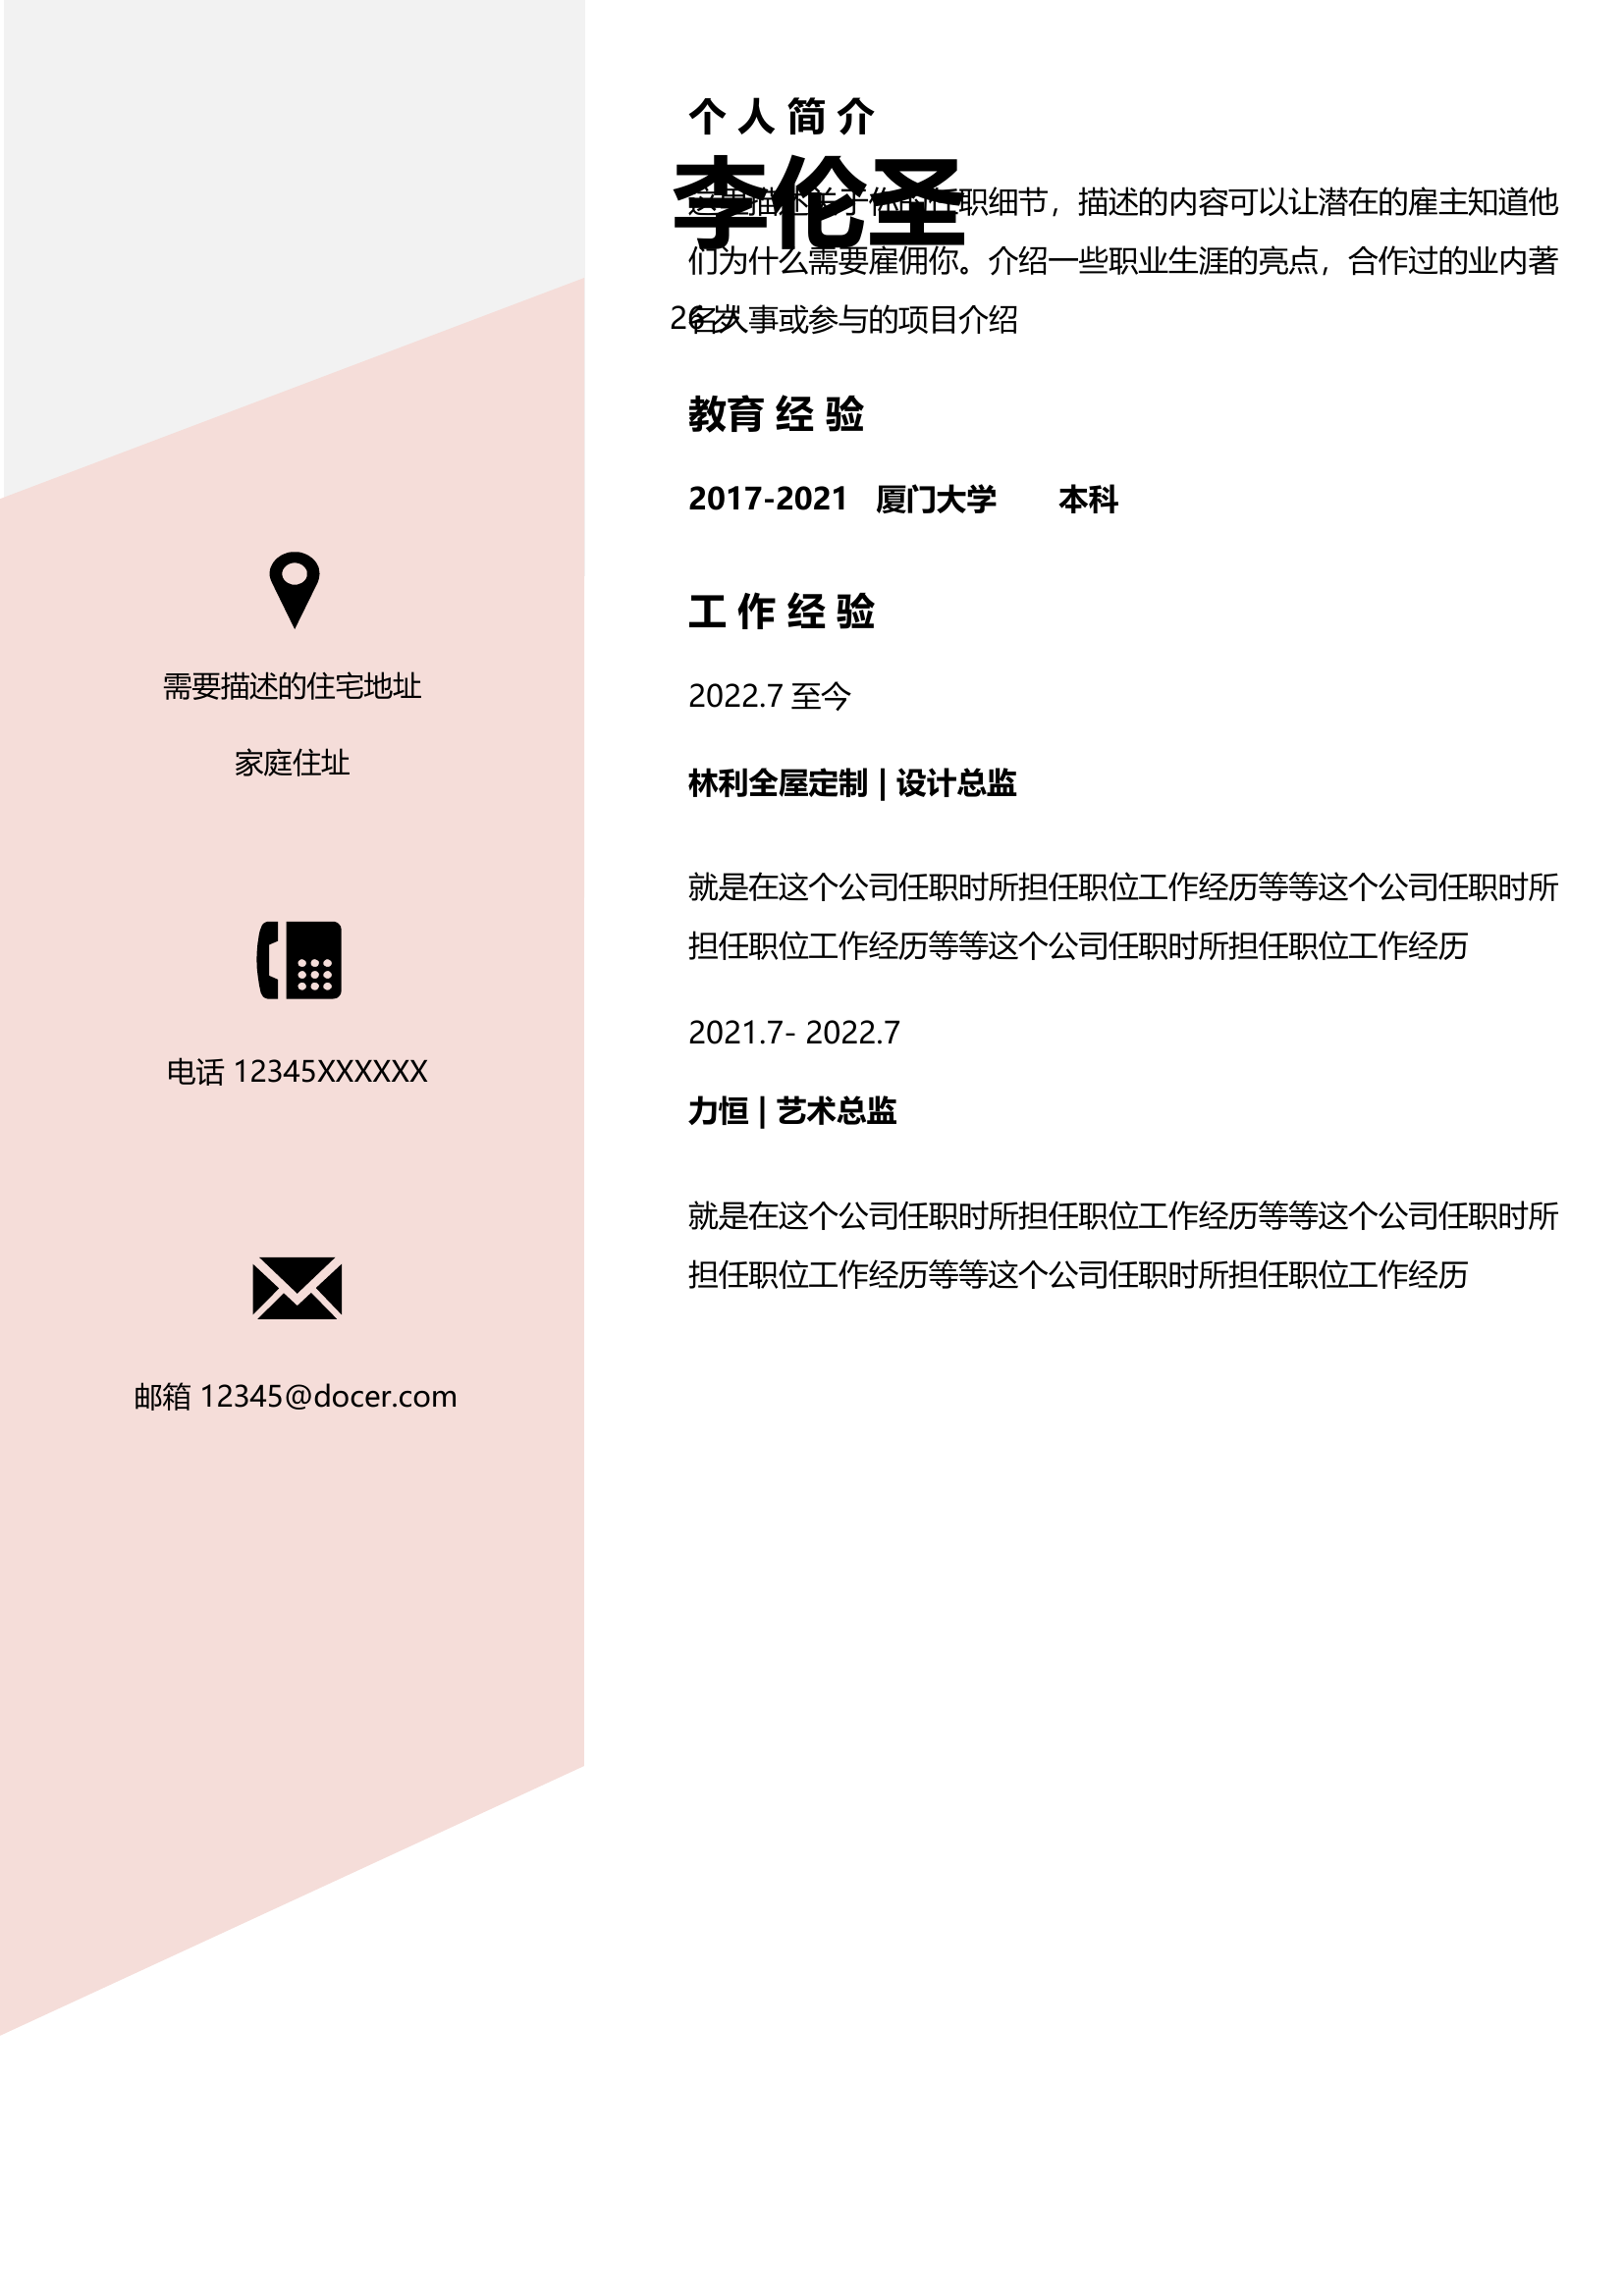 个 人 简 介
李伦圣
这里描述关于你的任职细节，描述的内容可以让潜在的雇主知道他
们为什么需要雇佣你。介绍一些职业生涯的亮点，合作过的业内著
名人事或参与的项目介绍
26 岁
教育 经 验
2017-2021 厦门大学 本科
工 作 经 验
2022.7 至今
林利全屋定制 | 设计总监
就是在这个公司任职时所担任职位工作经历等等这个公司任职时所
担任职位工作经历等等这个公司任职时所担任职位工作经历
2021.7- 2022.7
力恒 | 艺术总监
就是在这个公司任职时所担任职位工作经历等等这个公司任职时所
担任职位工作经历等等这个公司任职时所担任职位工作经历
需要描述的住宅地址
家庭住址
电话 12345XXXXXX
邮箱 12345@docer.com